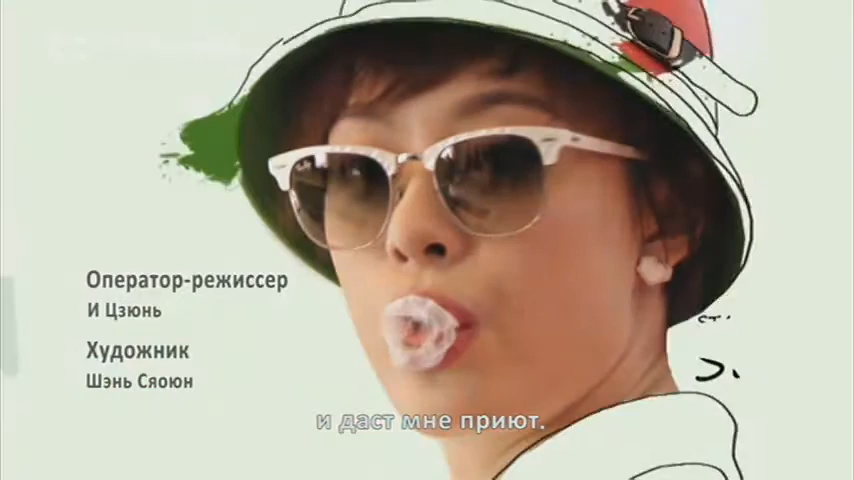 Оператор-режиссер
И Цзюнь
Художник
Шэнь Сяоюн
и даст мне приют.